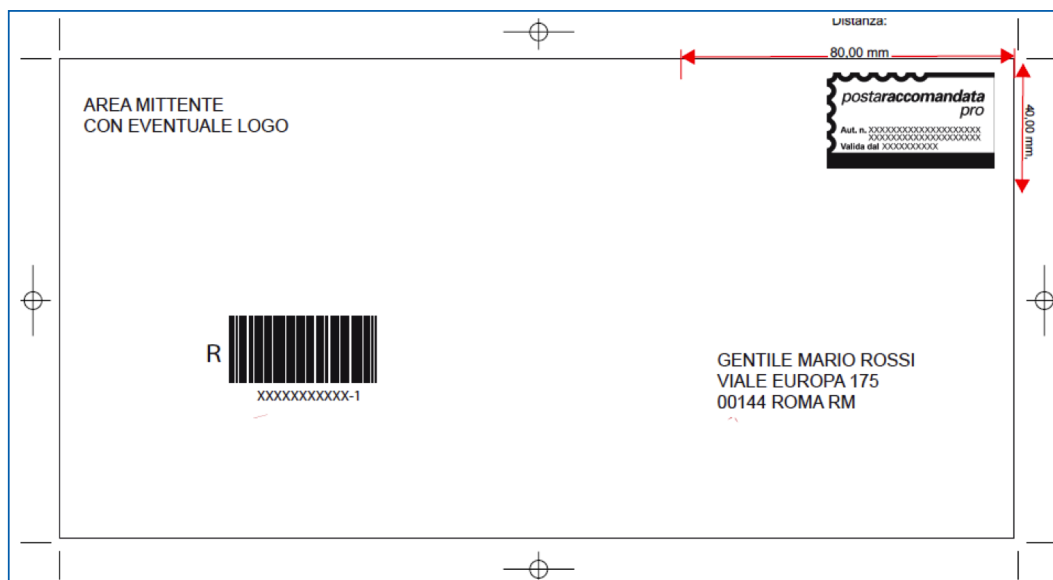 Distanza:
80,00 mm
AREA MITTENTE
CON EVENTUALE LOGO
postaraccomandata
pro
Aut. n. XXXXXXXXXXXXXXXXXXXX
XXXXXXXXXXXXXXXXXXXX
Valida dal XXXXXXXXXX
40,00 mm.
R
XXXXXXXXXXX-1
GENTILE MARIO ROSSI
VIALE EUROPA 175
00144 ROMA RM